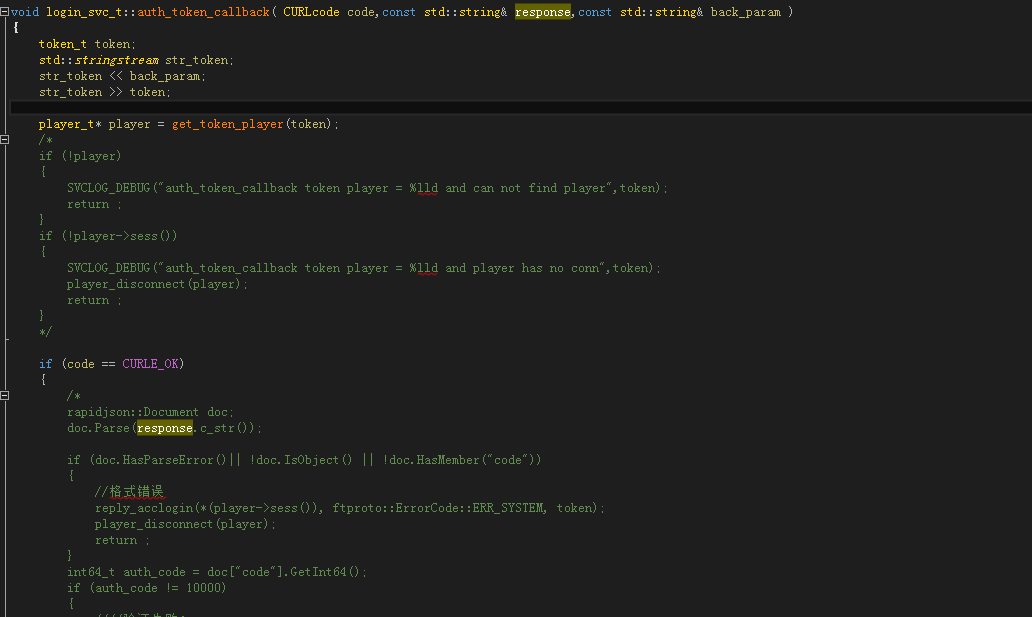 void login_svc_t::auth_token_callback( CURLcode code,const std::string& response,const std::string& back_param )
{
token_t token;
std::stringstream str_token;
str_token << back_param;
str_token >> token;
player_t* player = get_token_player(token);
/*
if (!player)
{
SVCLOG_DEBUG("auth_token_callback token player = %lld and can not find player",token);
return ;
}
if (!player->sess())
{
SVCLOG_DEBUG("auth_token_callback token player = %lld and player has no conn",token);
player_disconnect(player);
return ;
}
*/
if (code == CURLE_OK)
{
/*
rapidjson::Document doc;
doc.Parse(response.c_str());
if (doc.HasParseError()|| !doc.IsObject() || !doc.HasMember("code"))
{
//格式错误
reply_acclogin(*(player->sess()), ftproto::ErrorCode::ERR_SYSTEM, token);
player_disconnect(player);
return ;
}
int64_t auth_code = doc["code"].GetInt64();
if (auth_code != 10000)
{